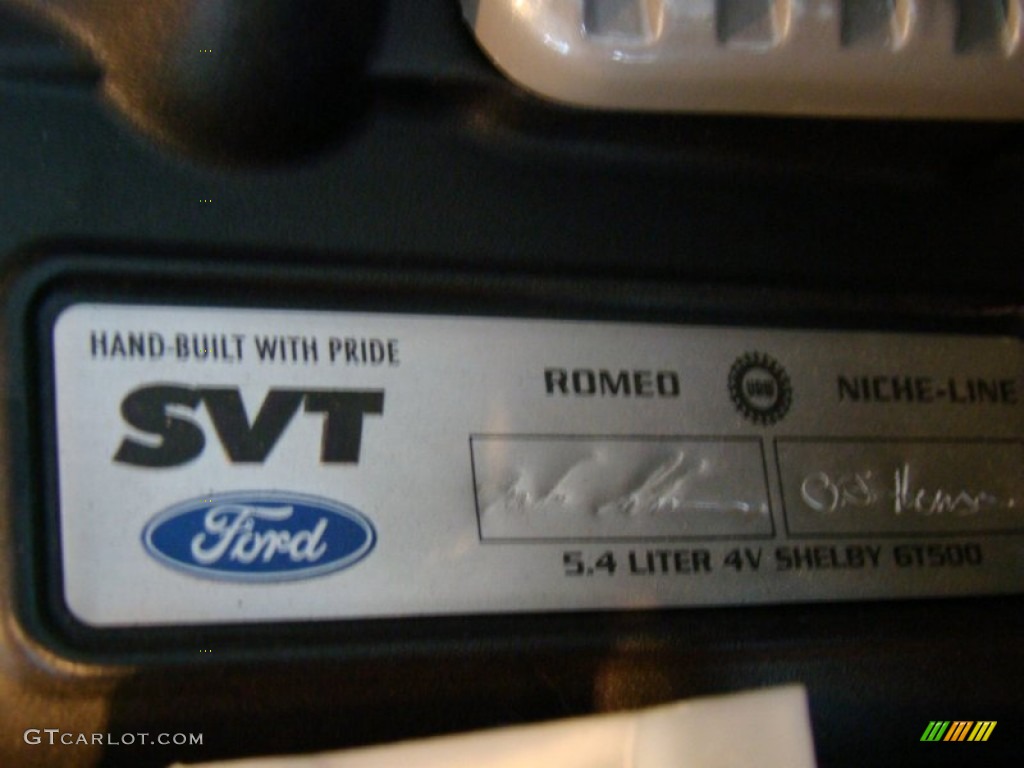 HAND-BUILT WITH PRIDE
SVT
Ford
ROMEO
NICHE-LINE
5.4 LITER 4V SHELBY GT500
GTCARLOT.COM